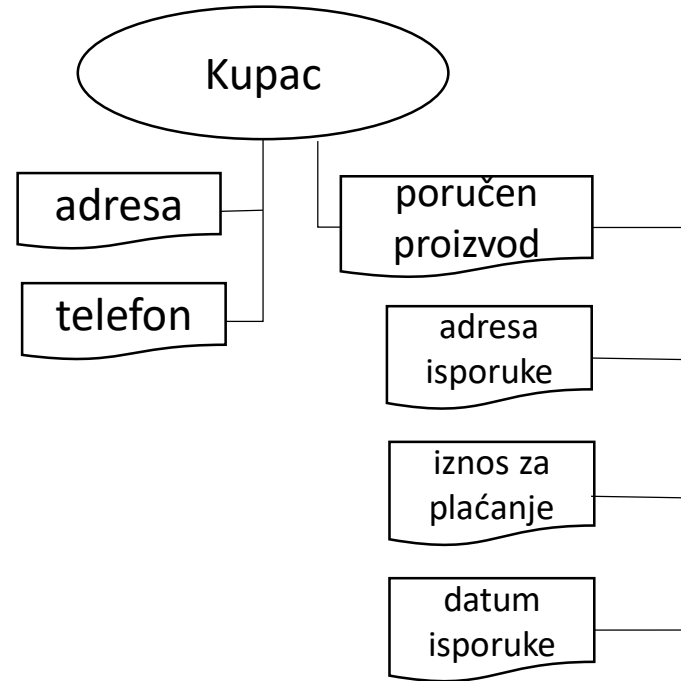 Kupac
adresa
telefon
poručen
proizvod
adresa
isporuke
iznos za
plaćanje
datum
isporuke